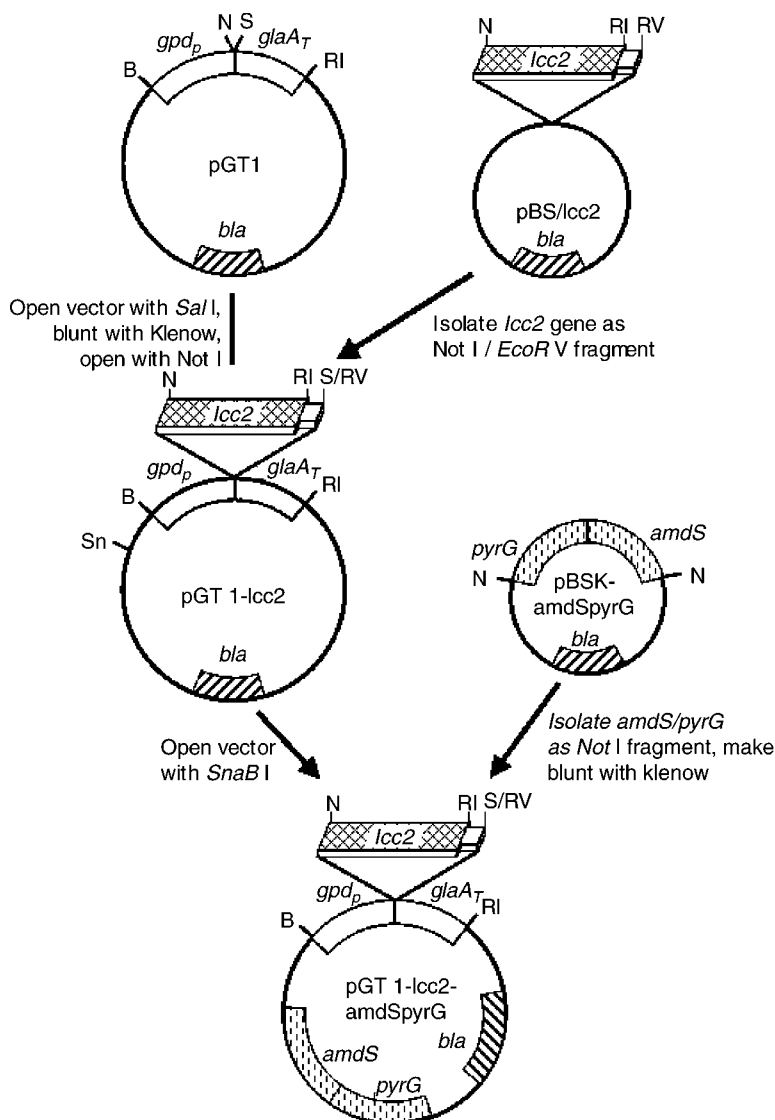 N S
gpdp
glaAT
B
RI
pGT1
bla
N
RI RV
lcc2
pBS/lcc2
bla
Open vector with Sal I,
blunt with Klenow,
open with Not I
Isolate lcc2 gene as
Not I / EcoR V fragment
N
RI S/RV
lcc2
gpdp
glaAT
B
RI
Sn
pGT 1-lcc2
bla
pyrG
amdS
N
N
pBSK-
amdSpyrG
bla
Open vector
with SnaB I
Isolate amdS/pyrG
as Not I fragment, make
blunt with klenow
N
RI S/RV
lcc2
gpdp
glaAT
B
RI
pGT 1-lcc2-
amdSpyrG
bla
amdS
pyrG